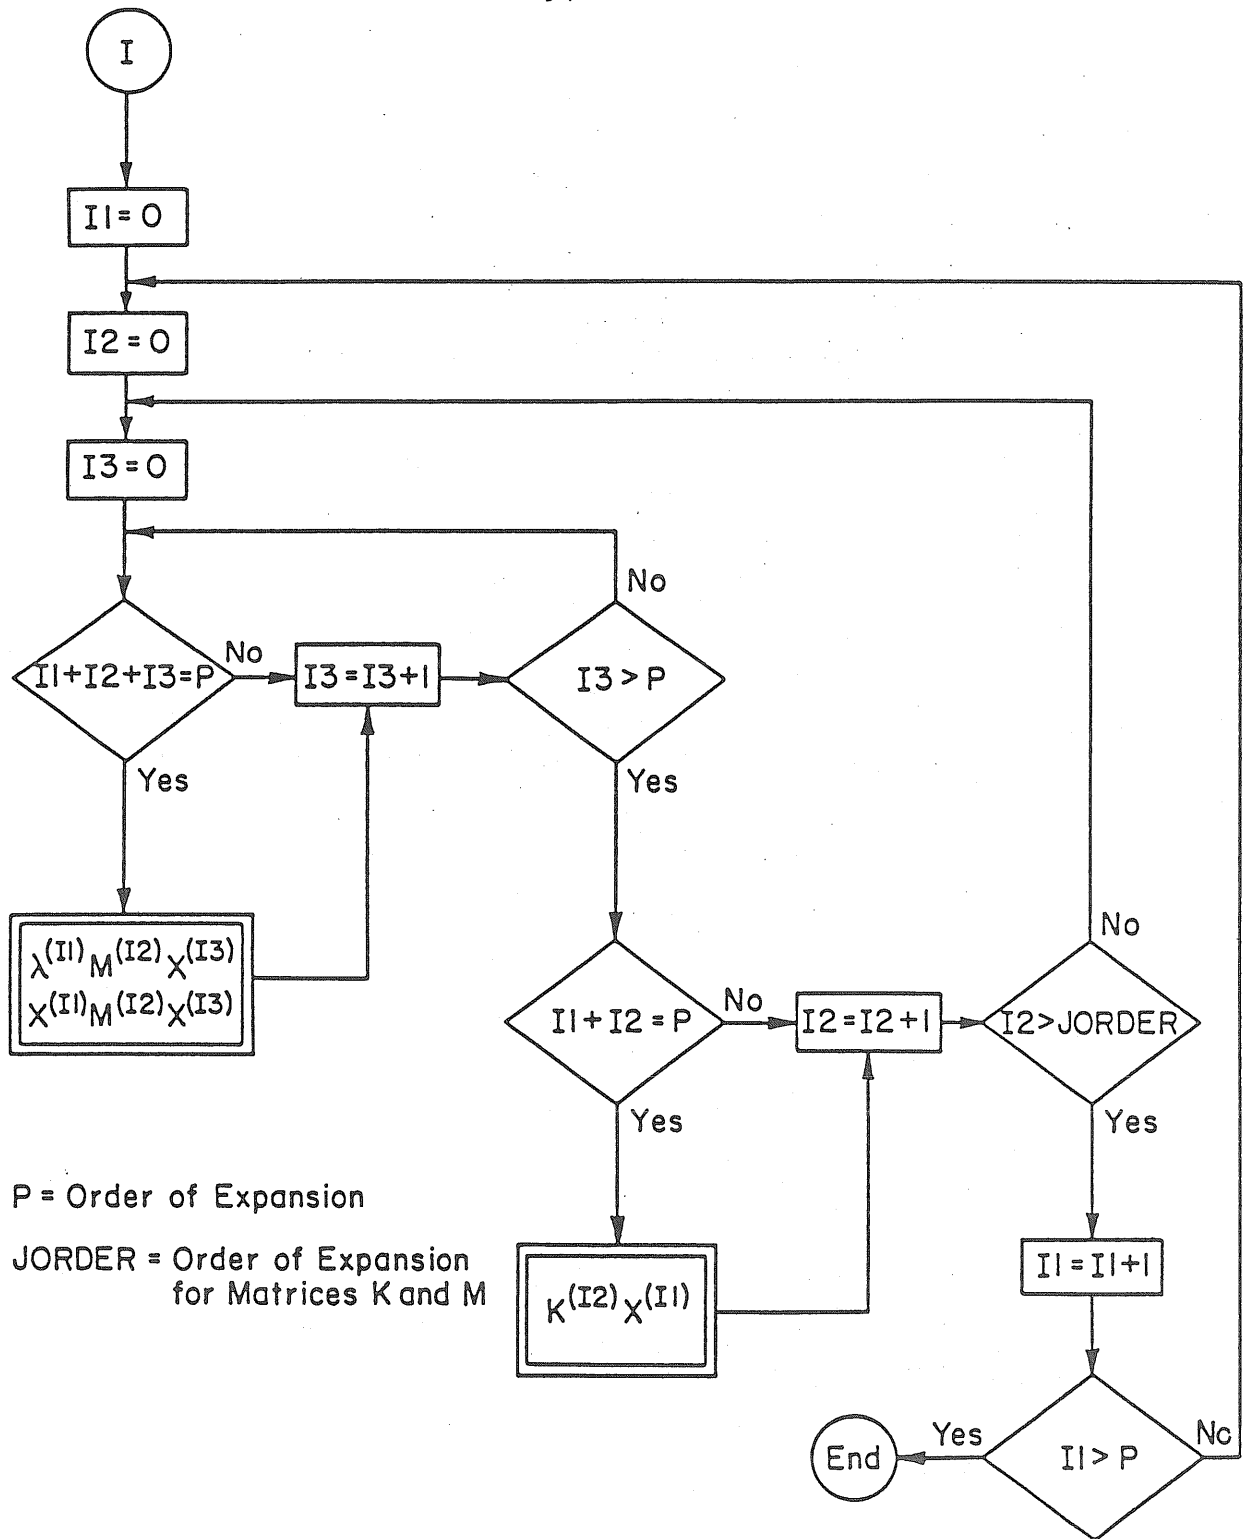 I
I1=0
I2=0
I3=0
I1+I2+I3=P
No
Yes
I3=I3+1
I3>P
No
Yes
λ(I1)M(I2)X(I3)
X(I1)M(I2)X(I3)
I1+I2=P
No
Yes
I2=I2+1
I2>JORDER
No
Yes
K(I2)X(I1)
I1=I1+1
I1>P
Yes
No
End
P = Order of Expansion
JORDER = Order of Expansion
for Matrices K and M